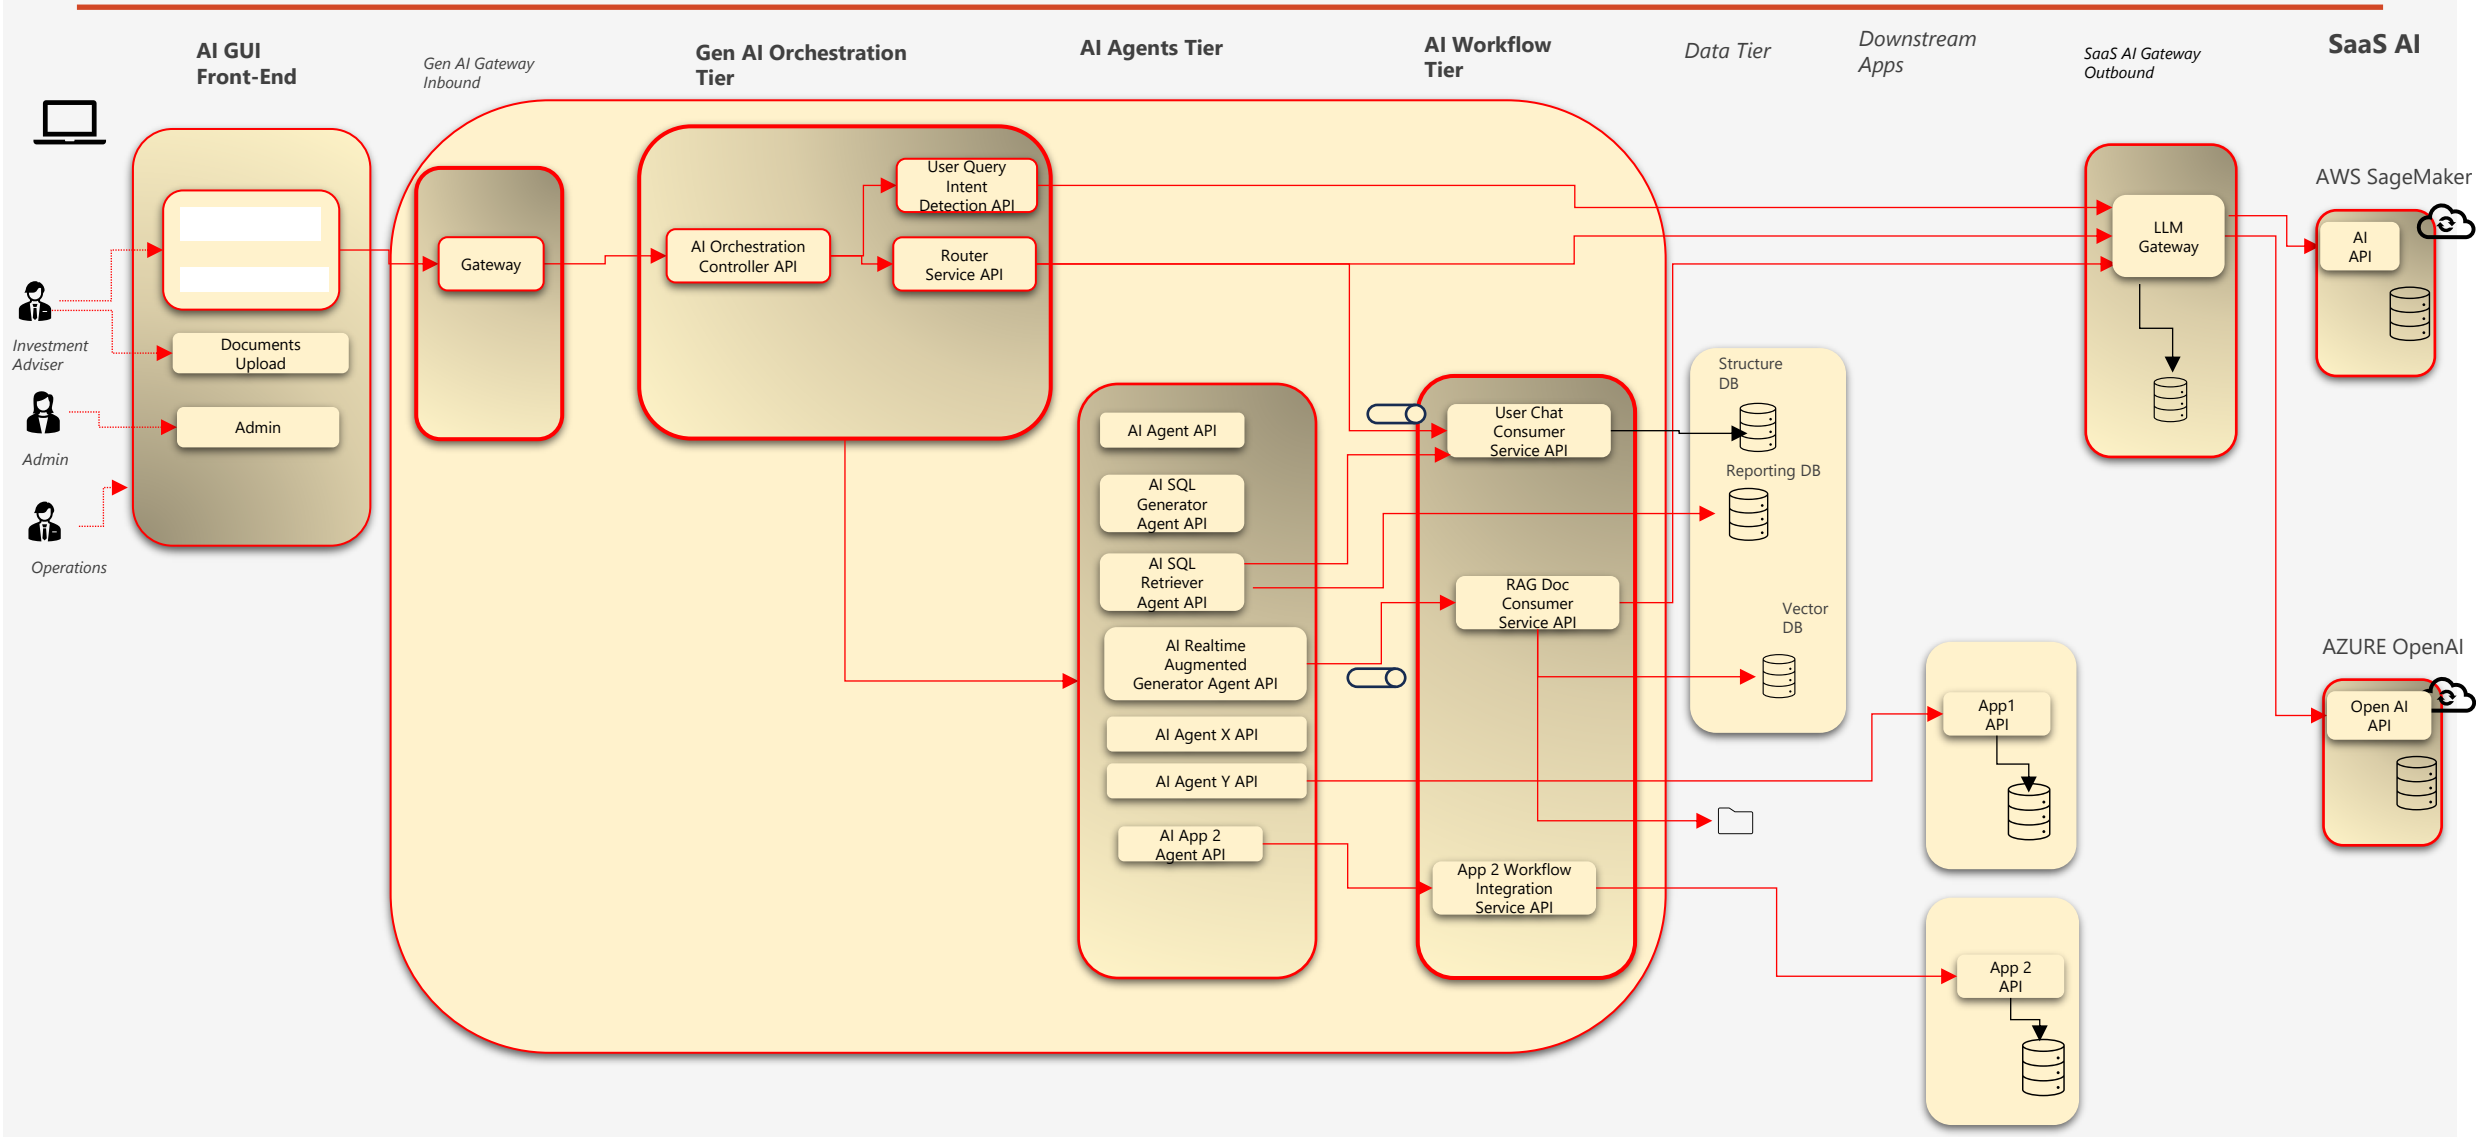 AI GUI
Front-End
Gen AI Gateway
Inbound
Gen AI Orchestration
Tier
AI Agents Tier
AI Workflow
Tier
Data Tier
Downstream
Apps
SaaS AI Gateway
Outbound
SaaS AI
Investment
Adviser
Admin
Operations
Documents
Upload
Admin
Gateway
AI Orchestration
Controller API
User Query
Intent
Detection API
Router
Service API
AI Agent API
AI SQL
Generator
Agent API
AI SQL
Retriever
Agent API
AI Realtime
Augmented
Generator Agent API
AI Agent X API
AI Agent Y API
AI App 2
Agent API
User Chat
Consumer
Service API
RAG Doc
Consumer
Service API
App 2 Workflow
Integration
Service API
Structure
DB
Reporting DB
Vector
DB
App1
API
App 2
API
LLM
Gateway
AWS SageMaker
AI
API
AZURE OpenAI
Open AI
API